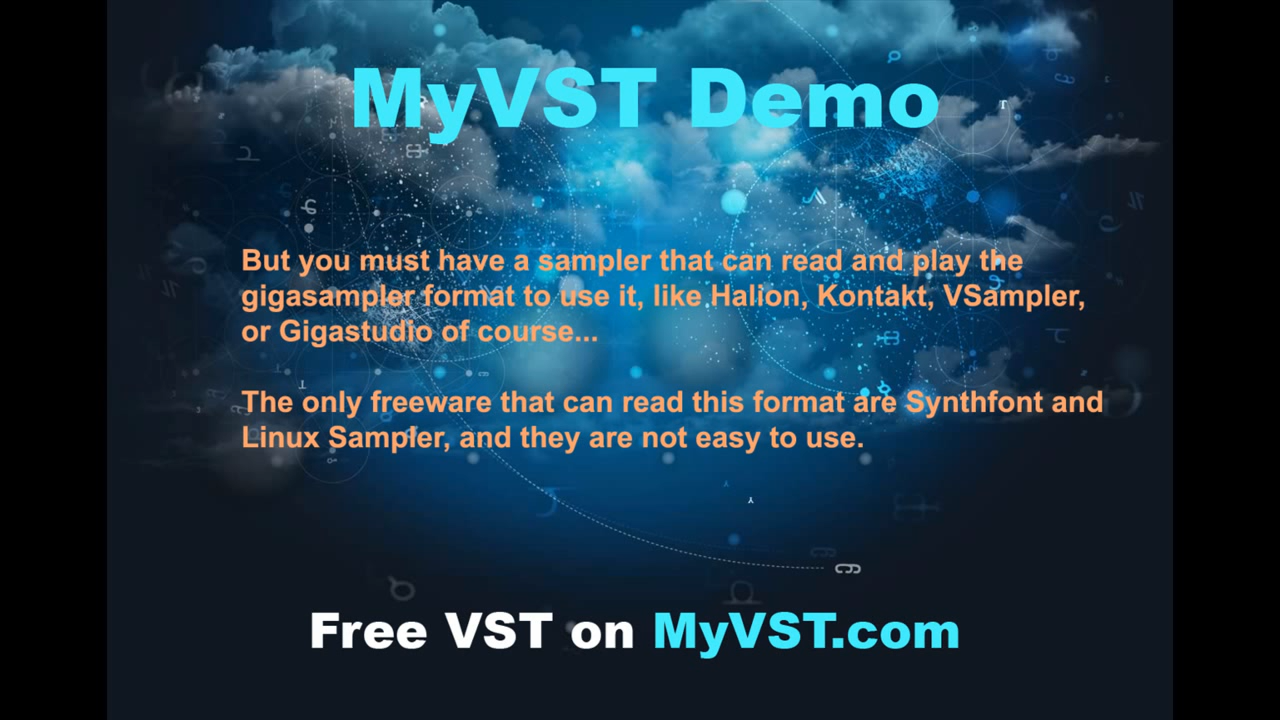 MyVST Demo
But you must have a sampler that can read and play the
gigasampler format to use it, like Halion, Kontakt, VSampler,
or Gigastudio of course...
The only freeware that can read this format are Synthfont and
Linux Sampler, and they are not easy to use.
Free VST on MyVST.com